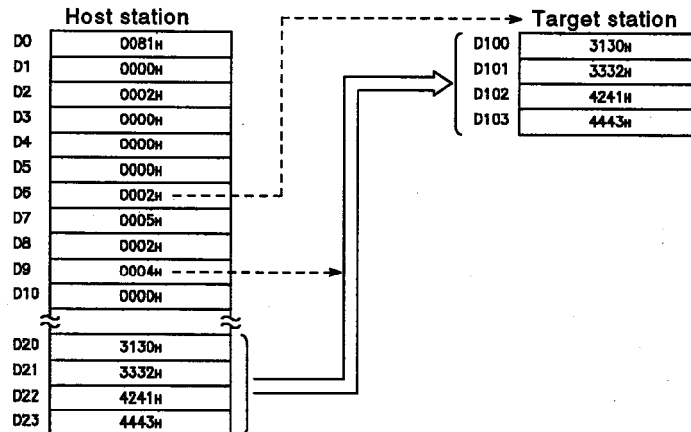 Host station
D0 0081H
D1 0000H
D2 0002H
D3 0000H
D4 0000H
D5 0000H
D6 0002H
D7 0005H
D8 0002H
D9 0004H
D10 0000H
D20 3130H
D21 3332H
D22 4241H
D23 4443H
Target station
D100 3130H
D101 3332H
D102 4241H
D103 4443H